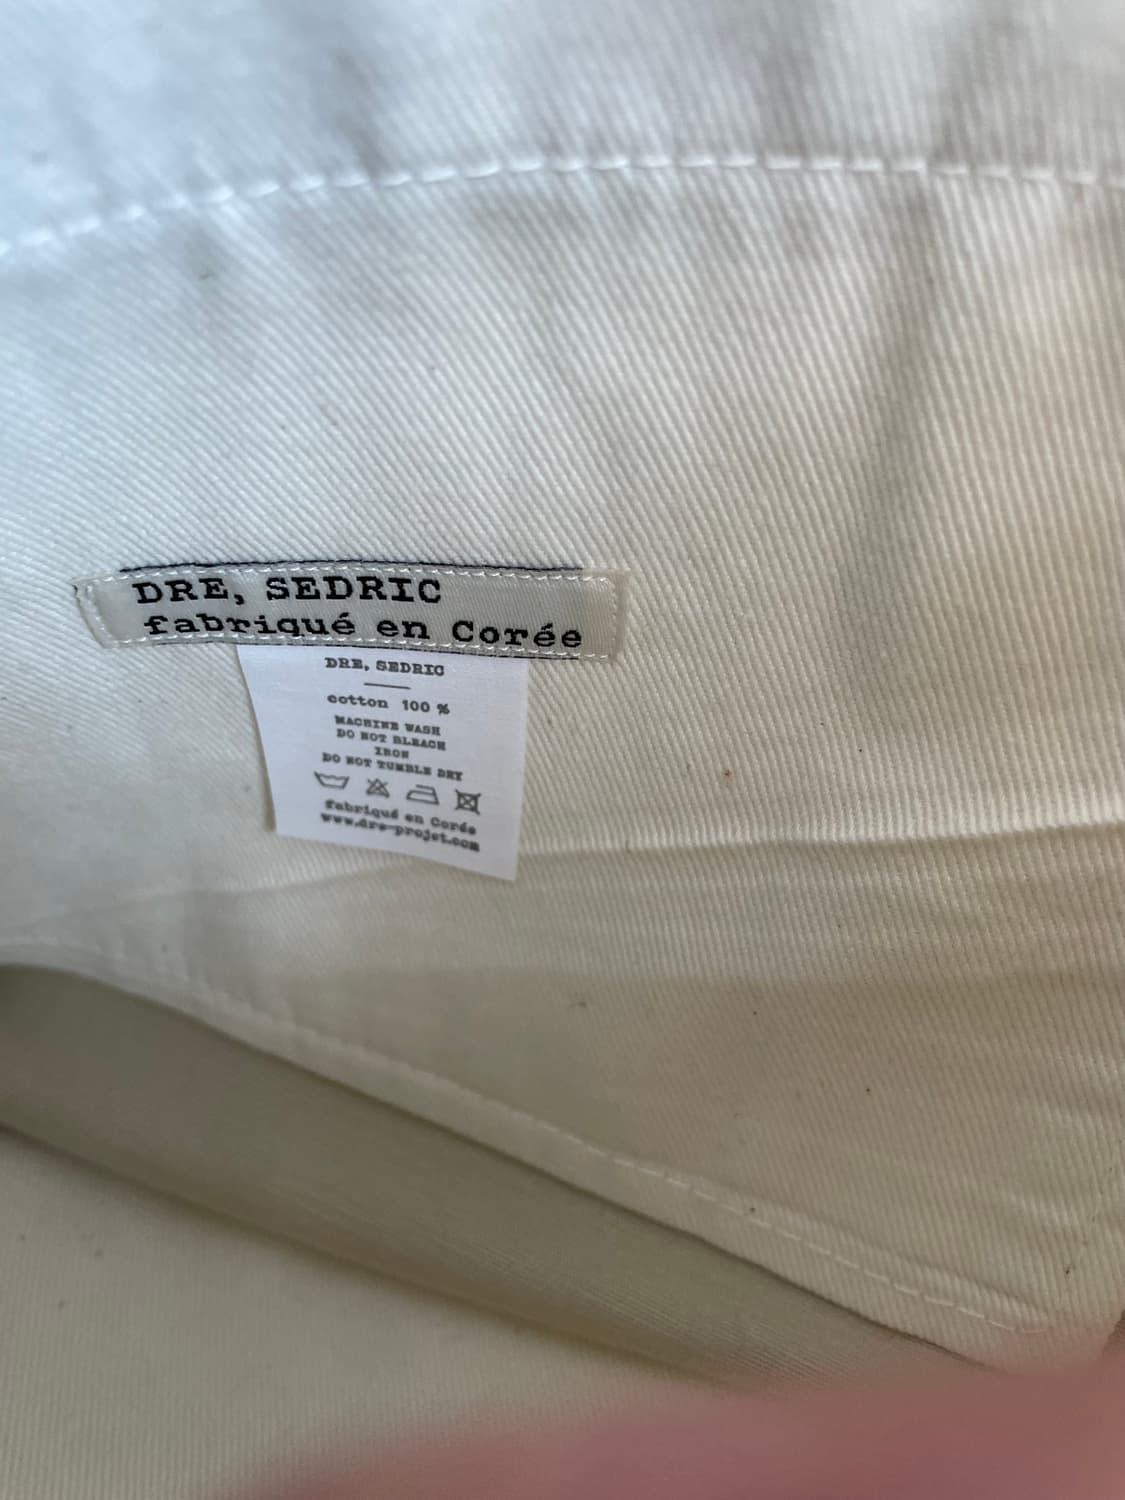 DRE, SEDRIC
fabriqué en Corée
DRE, SEDRIC
cotton 100 %
MACHINE WASH
DO NOT BLEACH
IRON
DO NOT TUMBLE DRY
fabriqué en Corée
www.dre-projet.com